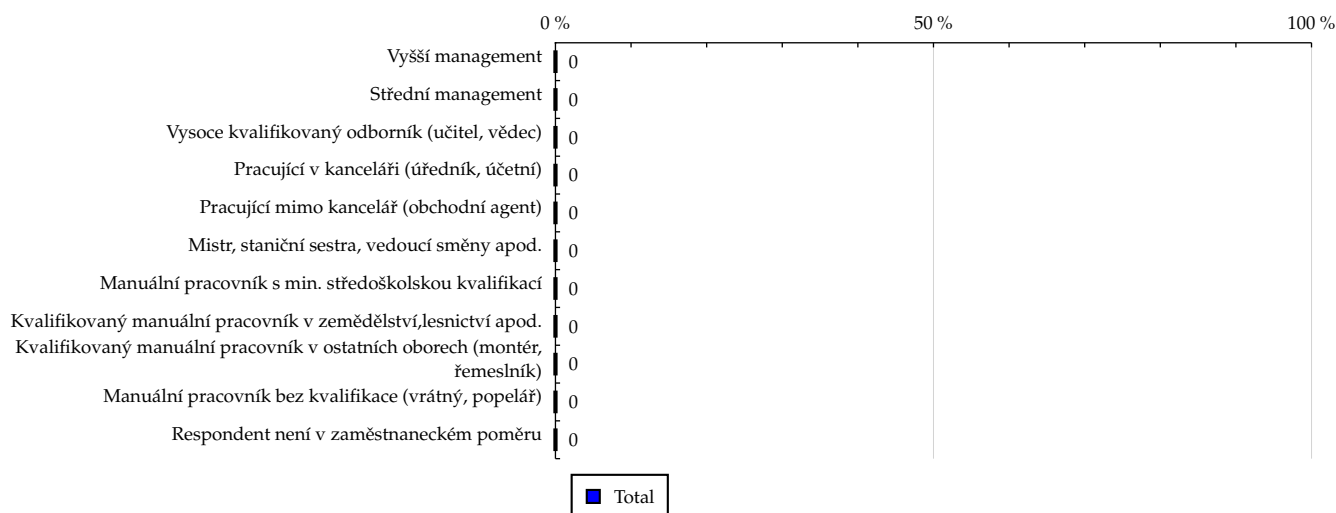 0 % 50 % 100 %
Vyšší management 0
Střední management 0
Vysoce kvalifikovaný odborník (učitel, vědec) 0
Pracující v kanceláři (úředník, účetní) 0
Pracující mimo kancelář (obchodní agent) 0
Mistr, staniční sestra, vedoucí směny apod. 0
Manuální pracovník s min. středoškolskou kvalifikací 0
Kvalifikovaný manuální pracovník v zemědělství,lesnictví apod. 0
Kvalifikovaný manuální pracovník v ostatních oborech (montér,
řemeslník) 0
Manuální pracovník bez kvalifikace (vrátný, popelář) 0
Respondent není v zaměstnaneckém poměru 0
Total